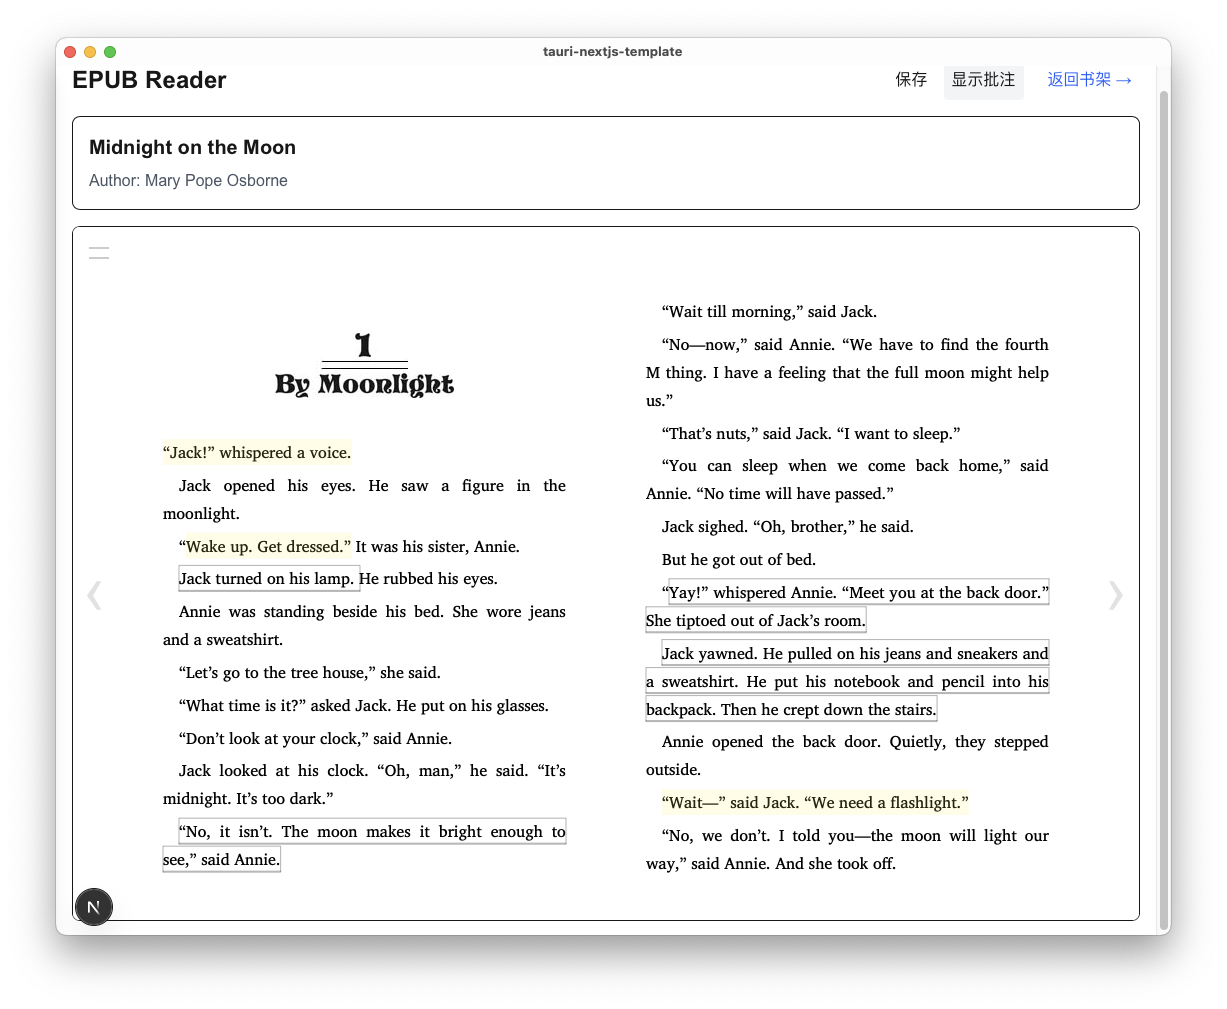 tauri-nextjs-template
EPUB Reader
保存
显示批注
返回书架 →
Midnight on the Moon
Author: Mary Pope Osborne
1
By Moonlight
“Jack!” whispered a voice.
Jack opened his eyes. He saw a figure in the
moonlight.
“Wake up. Get dressed.” It was his sister, Annie.
Jack turned on his lamp. He rubbed his eyes.
Annie was standing beside his bed. She wore jeans
and a sweatshirt.
“Let’s go to the tree house,” she said.
“What time is it?” asked Jack. He put on his glasses.
“Don’t look at your clock,” said Annie.
Jack looked at his clock. “Oh, man,” he said. “It’s
midnight. It’s too dark.”
“No, it isn’t. The moon makes it bright enough to
see,” said Annie.
“Wait till morning,” said Jack.
“No—now,” said Annie. “We have to find the fourth
M thing. I have a feeling that the full moon might help
us.”
“That’s nuts,” said Jack. “I want to sleep.”
“You can sleep when we come back home,” said
Annie. “No time will have passed.”
Jack sighed. “Oh, brother,” he said.
But he got out of bed.
“Yay!” whispered Annie. “Meet you at the back door.”
She tiptoed out of Jack’s room.
Jack yawned. He pulled on his jeans and sneakers and
a sweatshirt. He put his notebook and pencil into his
backpack. Then he crept down the stairs.
Annie opened the back door. Quietly, they stepped
outside.
“Wait—” said Jack. “We need a flashlight.”
“No, we don’t. I told you—the moon will light our
way,” said Annie. And she took off.
N